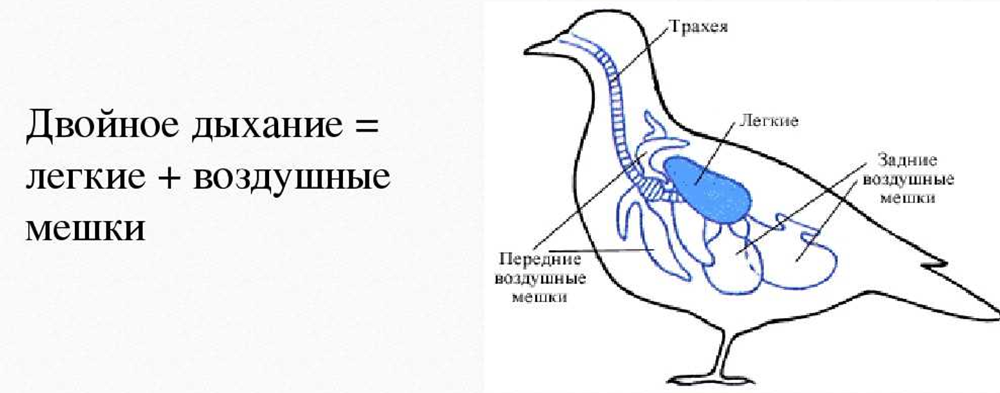 Двойное дыхание =
легкие + воздушные
мешки
Трахея
Легкие
Задние
воздушные
мешки
Передние
воздушные
мешки